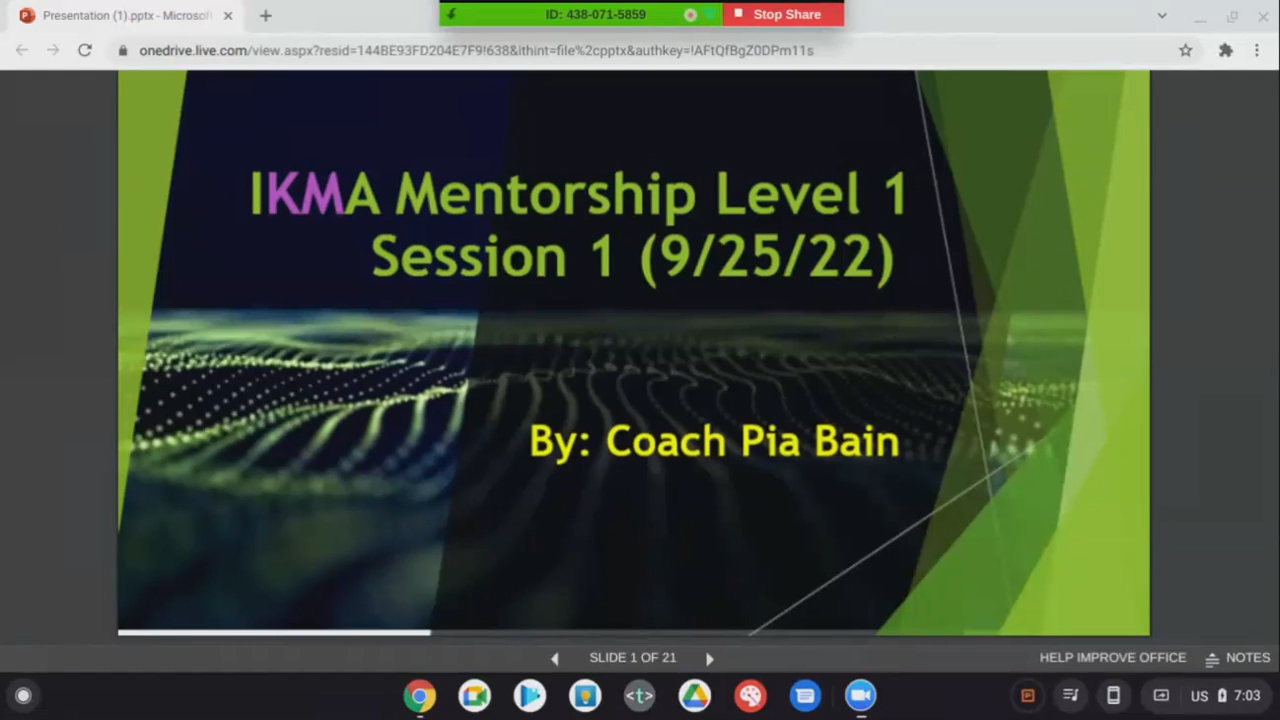 Presentation (1).pptx - Microsof
ID: 438-071-5859
Stop Share
onedrive.live.com/view.aspx?resid=144BE93FD204E7F9!638&ithint=file%2cpptx&authkey=!AFtQfBgZ0DPm11s
IKMA Mentorship Level 1
Session 1 (9/25/22)
By: Coach Pia Bain
SLIDE 1 OF 21
HELP IMPROVE OFFICE
NOTES
<t>
US
7:03